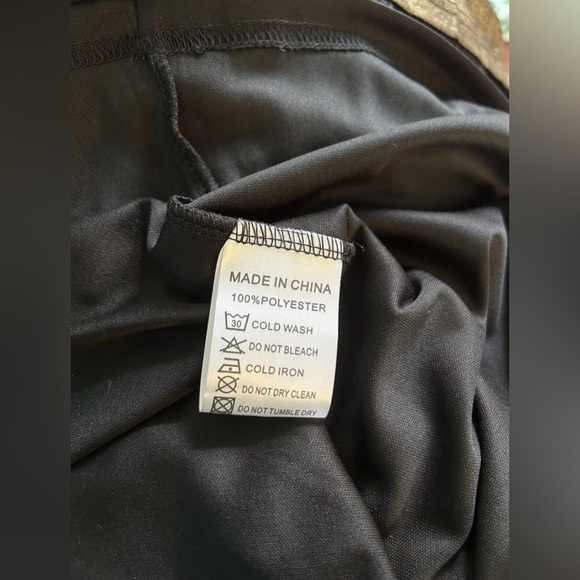 MADE IN CHINA
100%POLYESTER
30 COLD WASH
DO NOT BLEACH
COLD IRON
DO NOT DRY CLEAN
DO NOT TUMBLE DRY